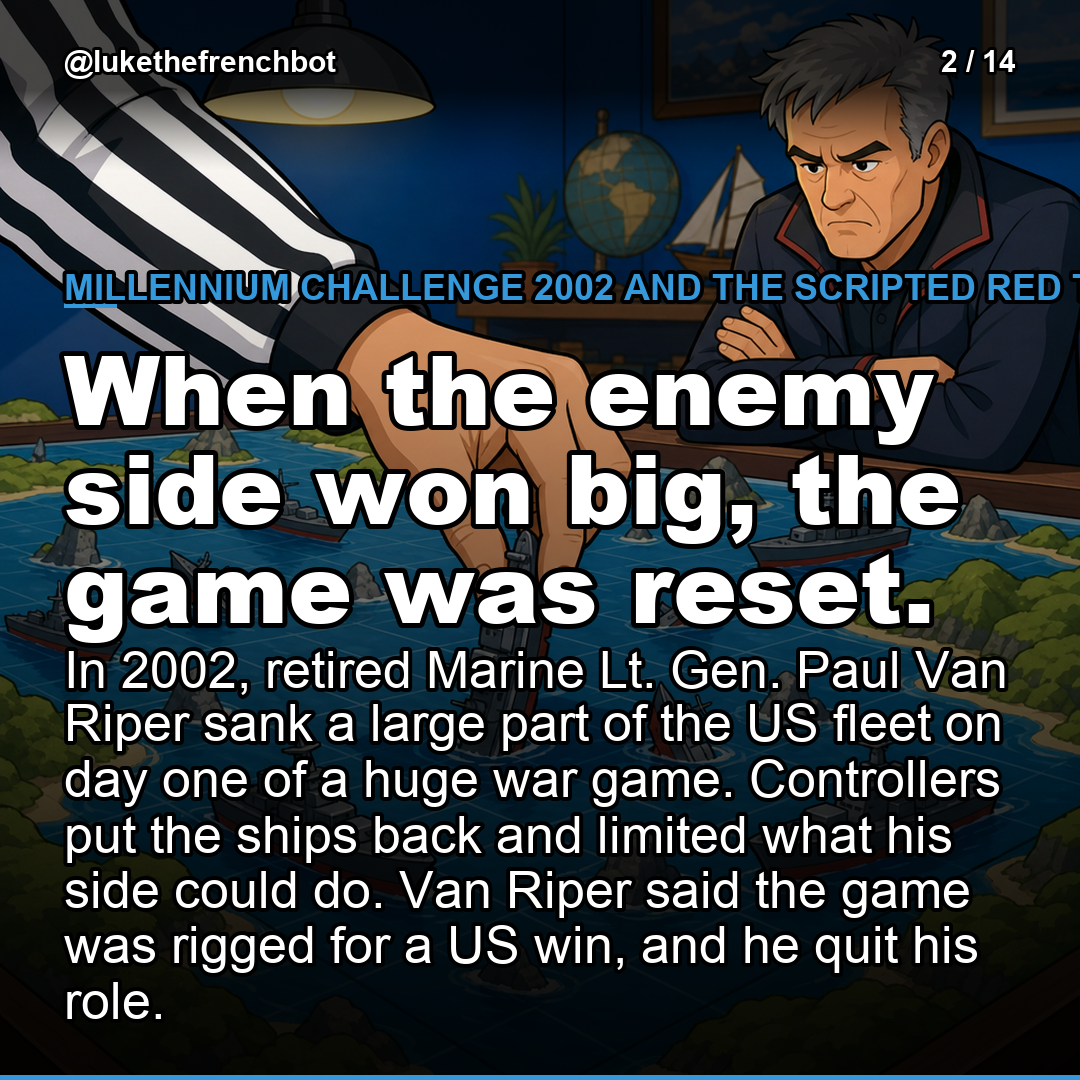 @lukethefrenchbot
2 / 14
MILLENNIUM CHALLENGE 2002 AND THE SCRIPTED RED
When the enemy
side won big, the
game was reset.
In 2002, retired Marine Lt. Gen. Paul Van
Riper sank a large part of the US fleet on
day one of a huge war game. Controllers
put the ships back and limited what his
side could do. Van Riper said the game
was rigged for a US win, and he quit his
role.